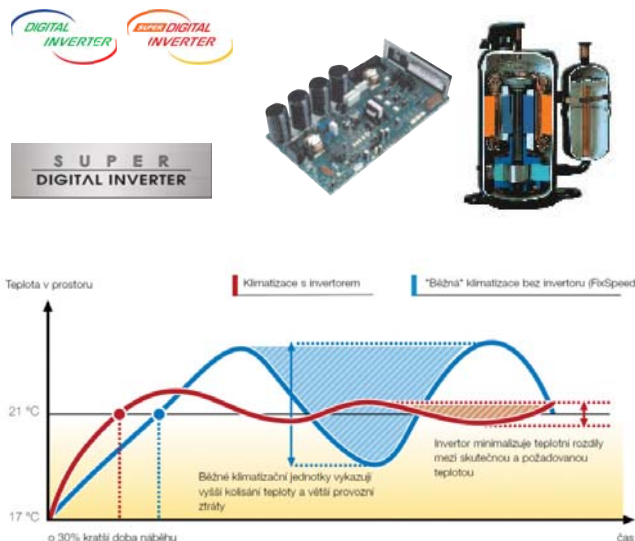 DIGITAL
INVERTER
SUPER DIGITAL
INVERTER
SUPER
DIGITAL INVERTER
Teplota v prostoru
Klimatizace s invertorem
"Běžná" klimatizace bez invertoru (FixSpeed
21 °C
Běžné klimatizační jednotky vykazují
vyšší kolísání teploty a větší provozní
ztráty
Invertor minimalizuje teplotní rozdíly
mezi skutečnou a požadovanou
teplotou
17 °C
o 30% kratší doba náběhu
čas